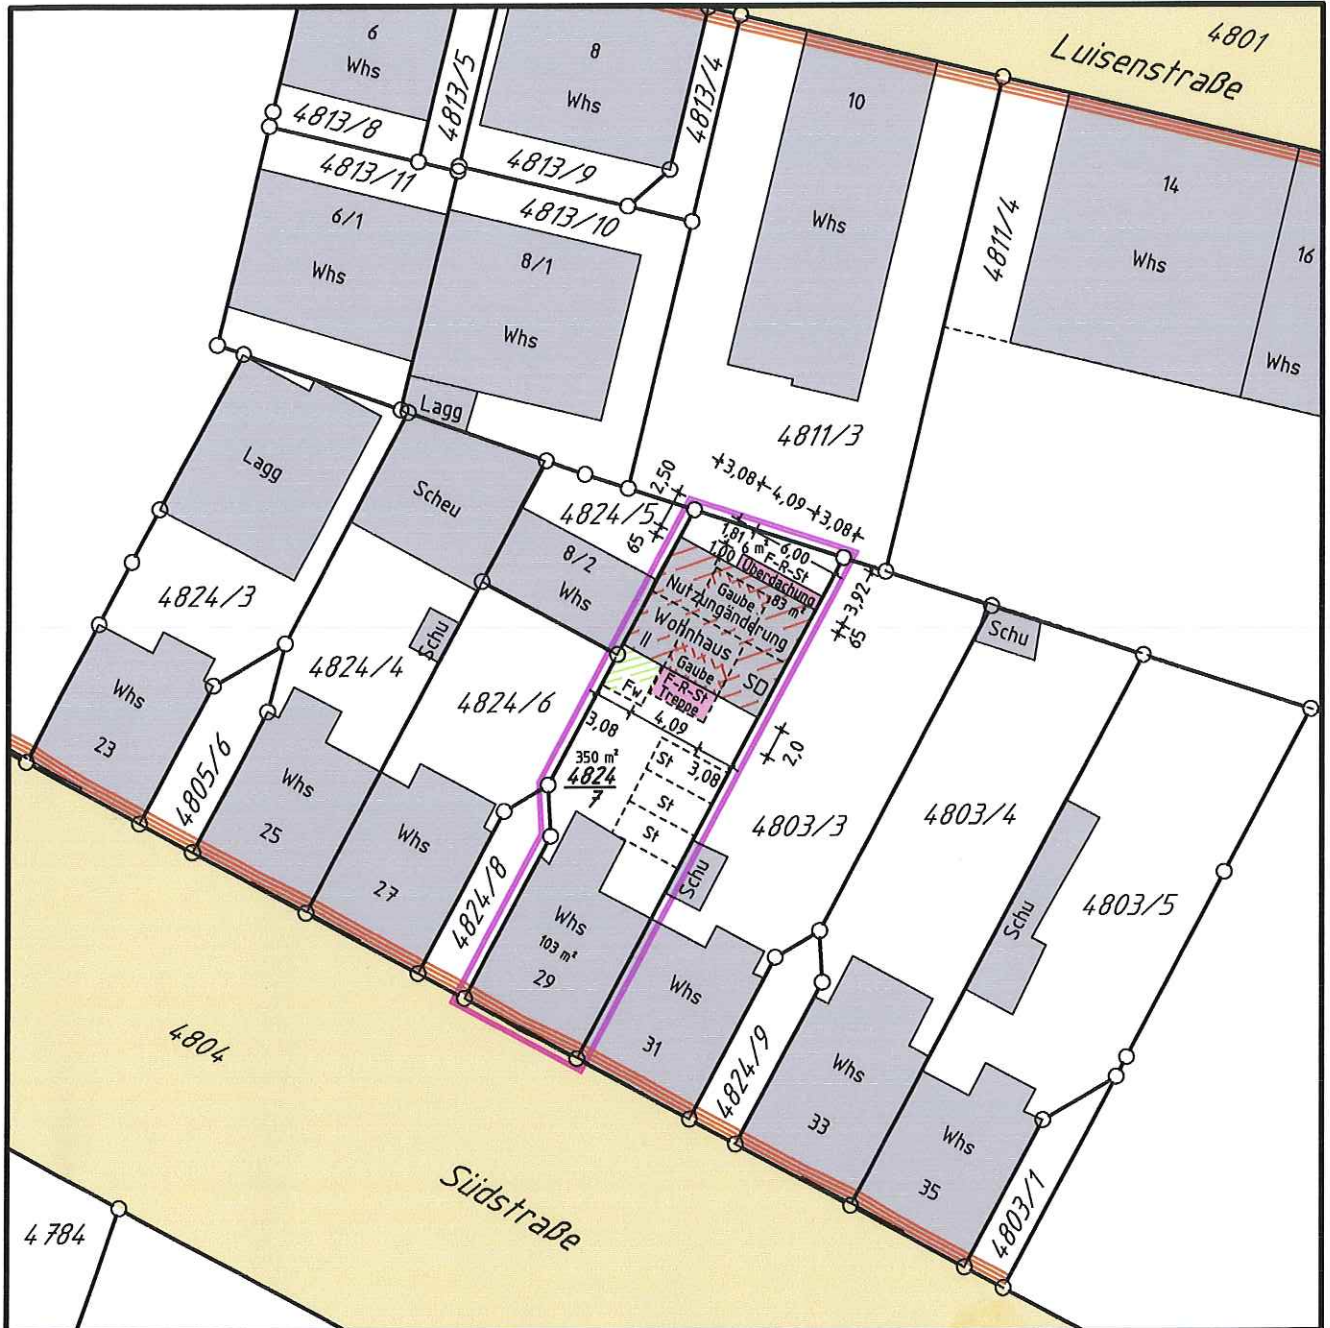 4801
Luisenstraße
6
Whs
4813/5
8
Whs
4813/4
10
Whs
4813/8
4813/9
4813/11
4813/10
14
Whs
4811/4
16
Whs
6/1
Whs
8/1
Whs
Lagg
4811/3
Lagg
Scheu
4824/5
2,50
65
3,08
4,09
3,08
1,81
6 m²
6,00
F-R-St
1,00
Überdachung
Gaube
83 m²
Nutzungänderung
Wohnhaus
II
Gaube
SD
Fw
F-R-St
Treppe
3,92
65
8/2
Whs
4824/3
Schu
4824/4
4824/6
Schu
3,08
4,09
3,08
2,0
350 m²
4824
7
St
St
St
Whs
23
4805/6
Whs
25
Whs
27
4824/8
Whs
103 m²
29
Schu
4803/3
4803/4
4803/5
Schu
Whs
31
4824/9
Whs
33
Whs
35
4803/1
4804
Südstraße
4784